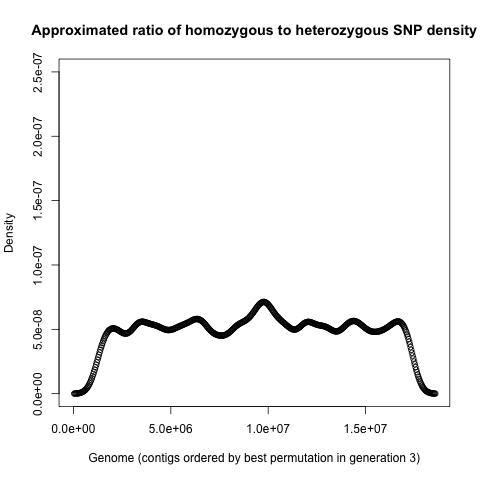 Approximated ratio of homozygous to heterozygous SNP density
2.5e-07
2.0e-07
1.5e-07
1.0e-07
5.0e-08
0.0e+00
Density
0.0e+00 5.0e+06 1.0e+07 1.5e+07
Genome (contigs ordered by best permutation in generation 3)